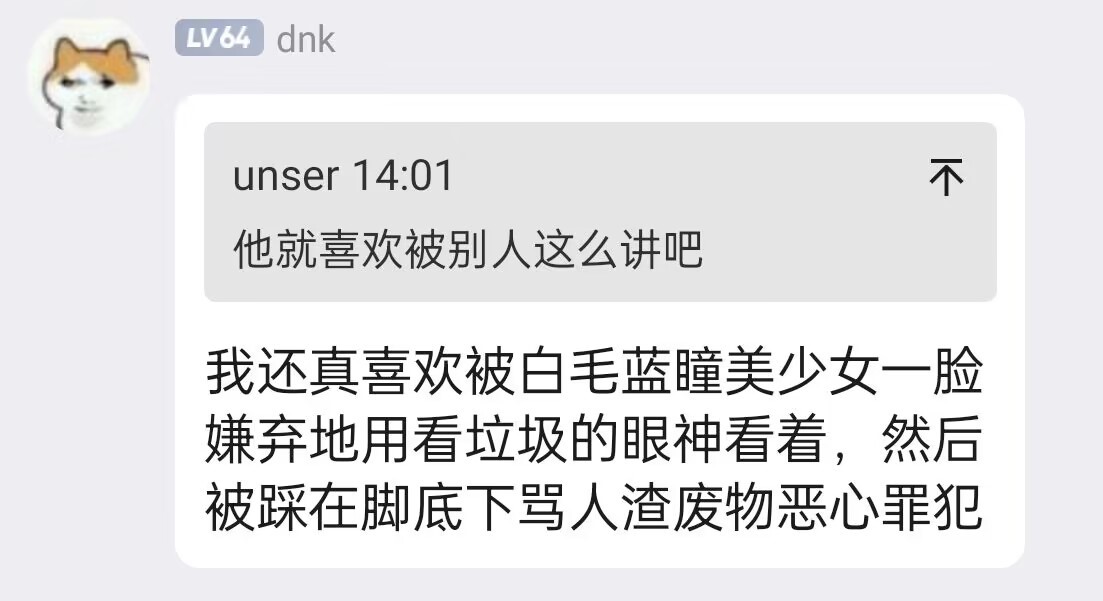 LV64 dnk
unser 14:01
他就喜欢被别人这么讲吧
我还真喜欢被白毛蓝瞳美少女一脸
嫌弃地用看垃圾的眼神看着，然后
被踩在脚底下骂人渣废物恶心罪犯